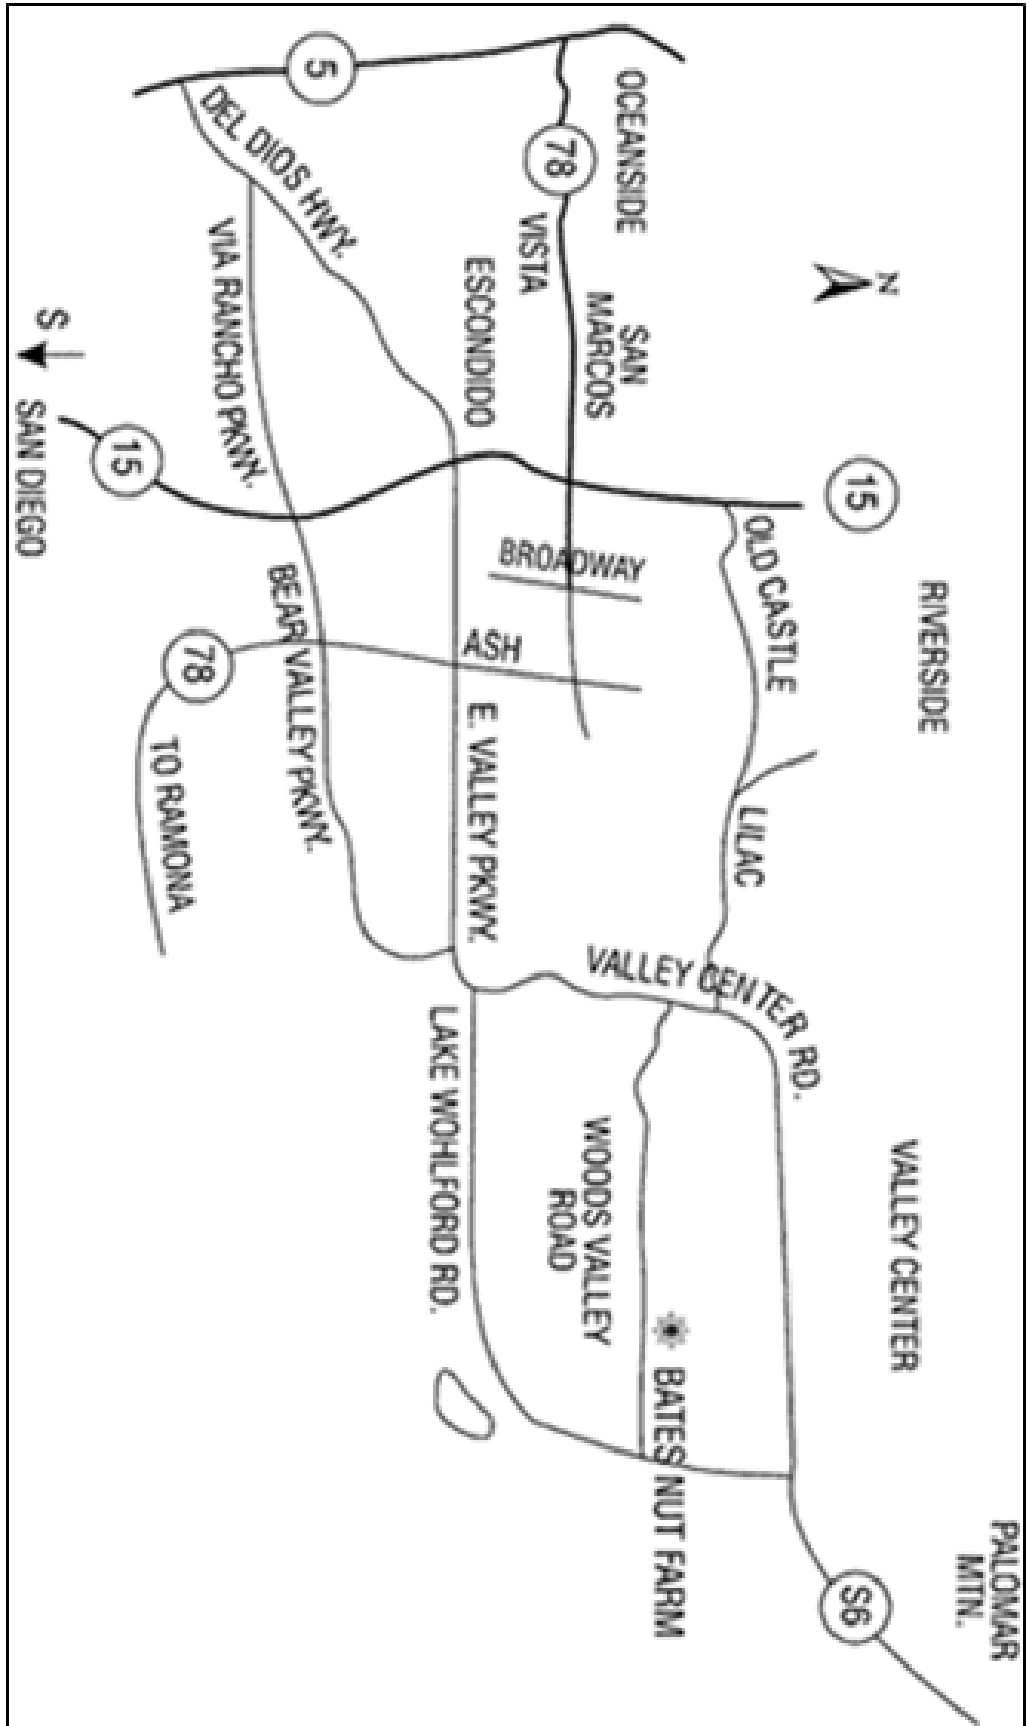 PALOMAR
MTN.
S6
RIVERSIDE
VALLEY CENTER
N
15
OLD CASTLE
LILAC
VALLEY CENTER RD.
OCEANSIDE
SAN
MARCOS
BROADWAY
BATES NUT FARM
78
VISTA
WOODS VALLEY
ROAD
ESCONDIDO
ASH
E. VALLEY PKWY.
LAKE WOHLFORD RD.
5
DEL DIOS HWY.
VIA RANCHO PKWY.
BEAR VALLEY PKWY.
78
TO RAMONA
15
S
SAN DIEGO